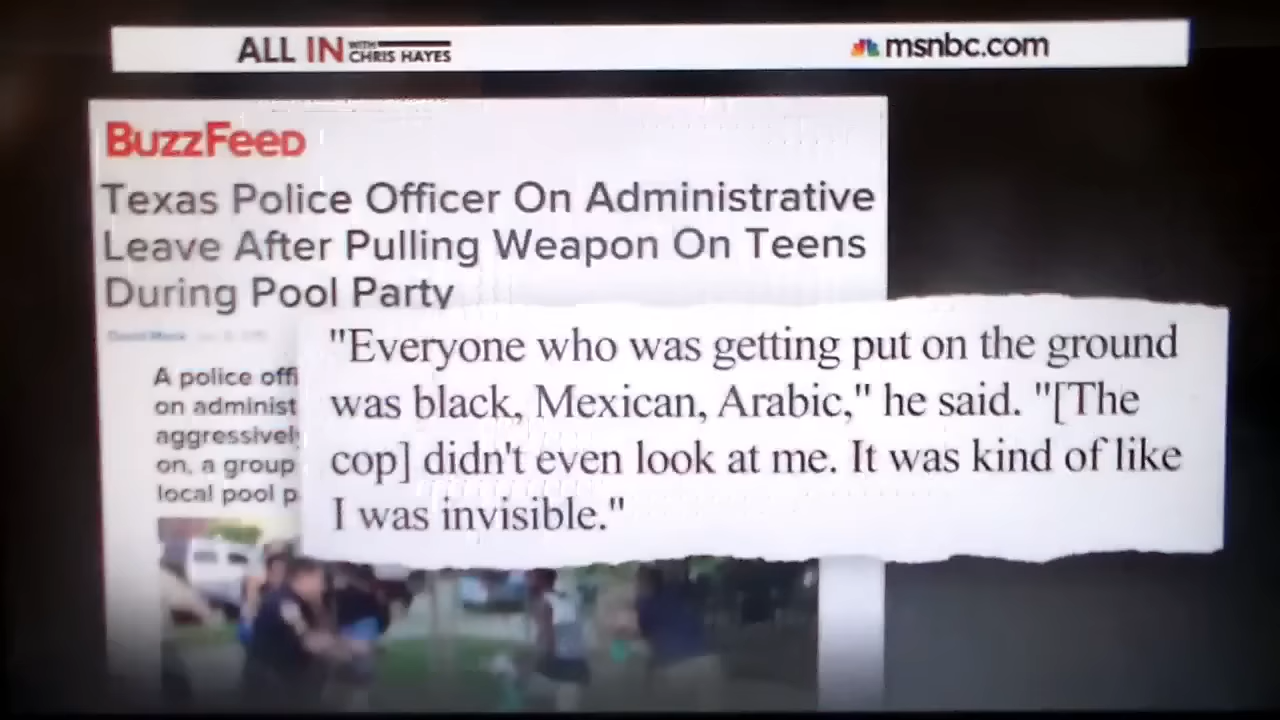 ALL IN WITH CHRIS HAYES
msnbc.com
BUZZFEED
Texas Police Officer On Administrative
Leave After Pulling Weapon On Teens
During Pool Party
A police offi
on administ
aggressively
on, a group
local pool p
"Everyone who was getting put on the ground
was black, Mexican, Arabic," he said. "[The
cop] didn't even look at me. It was kind of like
I was invisible."